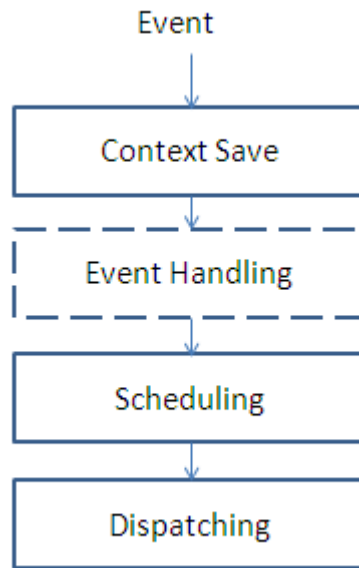 Event
Context Save
Event Handling
Scheduling
Dispatching